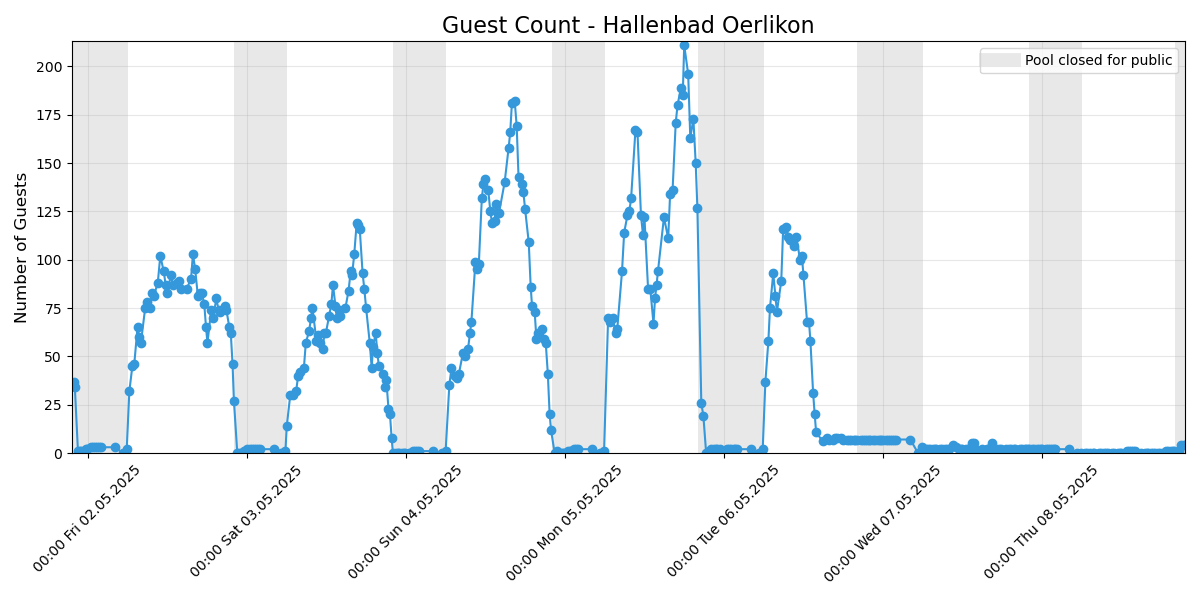 Guest Count - Hallenbad Oerlikon
Pool closed for public
Number of Guests
200
175
150
125
100
75
50
25
0
00:00 Fri 02.05.2025
00:00 Sat 03.05.2025
00:00 Sun 04.05.2025
00:00 Mon 05.05.2025
00:00 Tue 06.05.2025
00:00 Wed 07.05.2025
00:00 Thu 08.05.2025